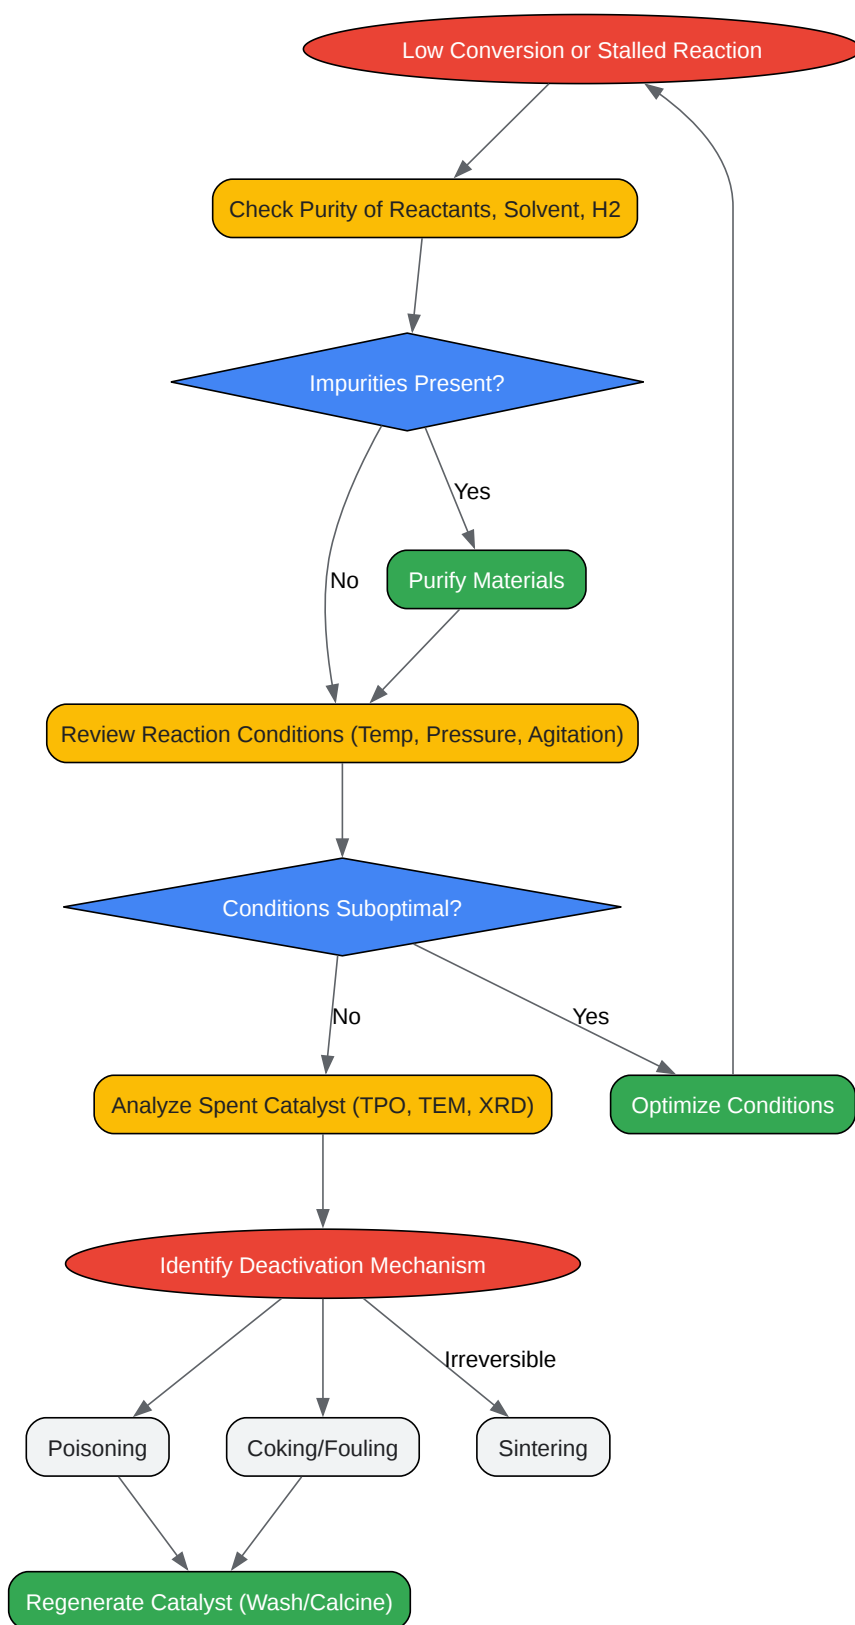 Low Conversion or Stalled Reaction
Check Purity of Reactants, Solvent, H2
Impurities Present?
Yes
No
Purify Materials
Review Reaction Conditions (Temp, Pressure, Agitation)
Conditions Suboptimal?
No
Yes
Analyze Spent Catalyst (TPO, TEM, XRD)
Optimize Conditions
Identify Deactivation Mechanism
Irreversible
Poisoning
Coking/Fouling
Sintering
Regenerate Catalyst (Wash/Calcine)